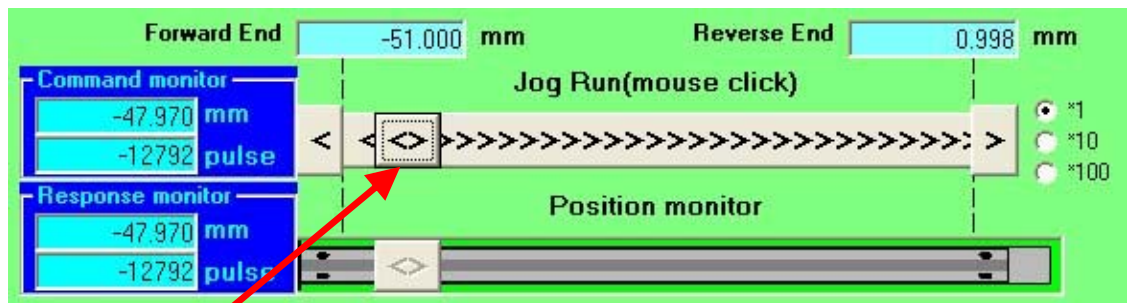 Forward End -51.000 mm Reverse End 0.998 mm
Command monitor
Jog Run(mouse click)
-47.970 mm
-12792 pulse
< < <> >>>>>>>>>>>>>>>>>>>>>>>>>>>>>>> >
*1
*10
*100
Response monitor
Position monitor
-47.970 mm
-12792 pulse
<>